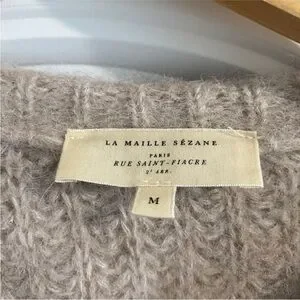 LA MAILLE SÉZANE
PARIS
RUE SAINT-FIACRE
2ᵉ ARR.
M